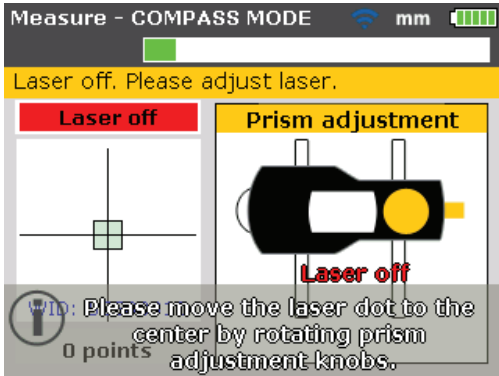 Measure - COMPASS MODE mm
Laser off. Please adjust laser.
Laser off
Prism adjustment
Laser off
WID:
Please move the laser dot to the
center by rotating prism
0 points
adjustment knobs.